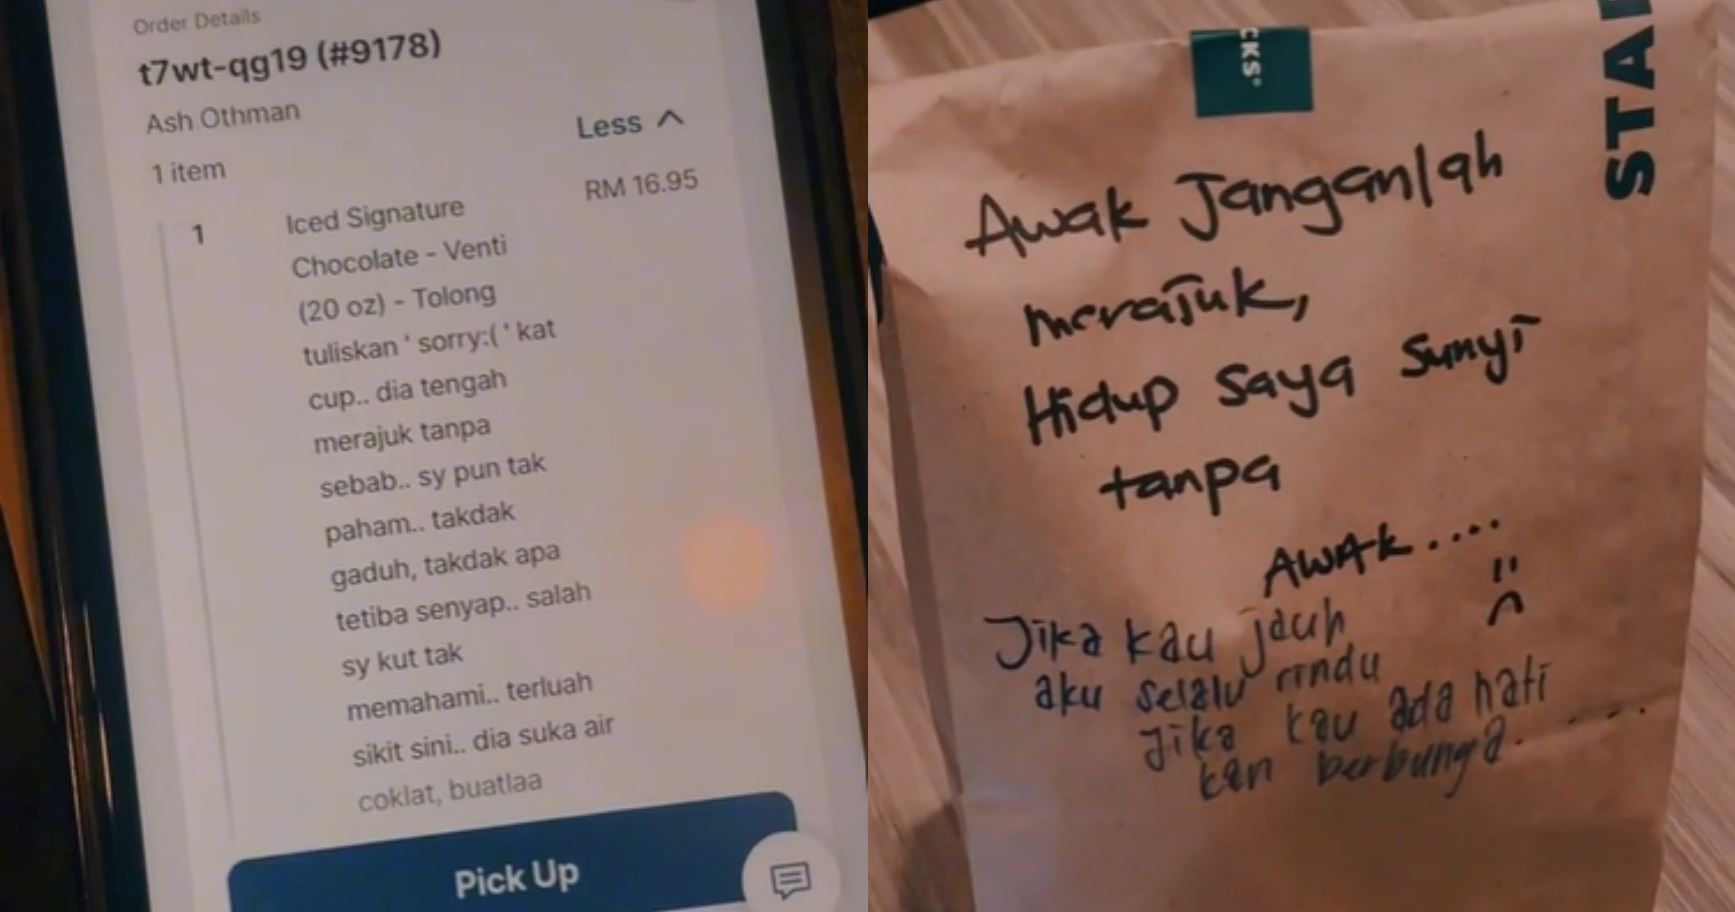 Order Details
t7wt-qg19 (#9178)
Ash Othman
Less
1 item
1
Iced Signature
RM 16.95
Chocolate - Venti
(20 oz) - Tolong
tuliskan ' sorry:( ' kat
cup.. dia tengah
merajuk tanpa
sebab.. sy pun tak
paham.. takdak
gaduh, takdak apa
tetiba senyap.. salah
sy kut tak
memahami.. terluah
sikit sini.. dia suka air
coklat, buatlaa
Pick Up
CKS®
STA
Awak Janganlah
merajuk,
Hidup saya sunyi
tanpa
AWAK....
Jika kau jauh
aku selalu rindu
Jika kau ada hati
kan berbunga.....